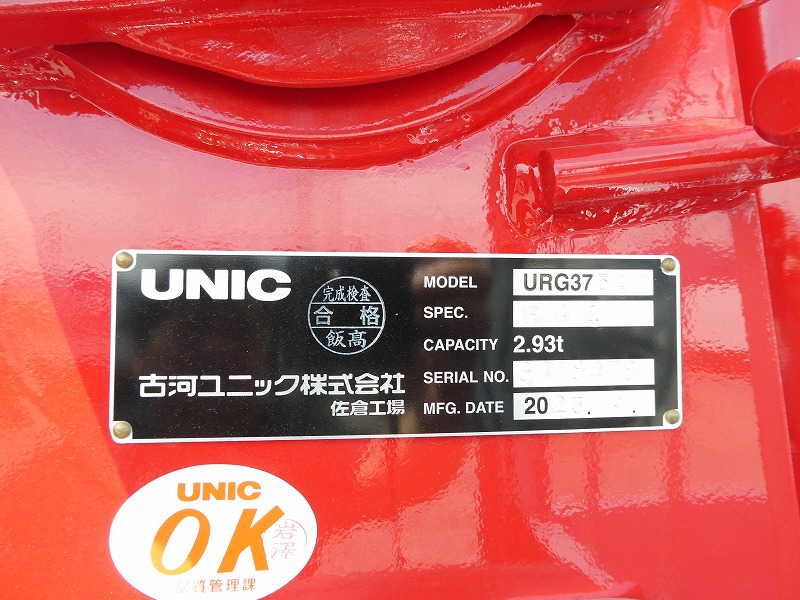 UNIC
完成検査
合格
飯高
古河ユニック株式会社
佐倉工場
MODEL URG37
SPEC.
CAPACITY 2.93t
SERIAL NO.
MFG. DATE 20
UNIC
OK
岩澤
品質管理課